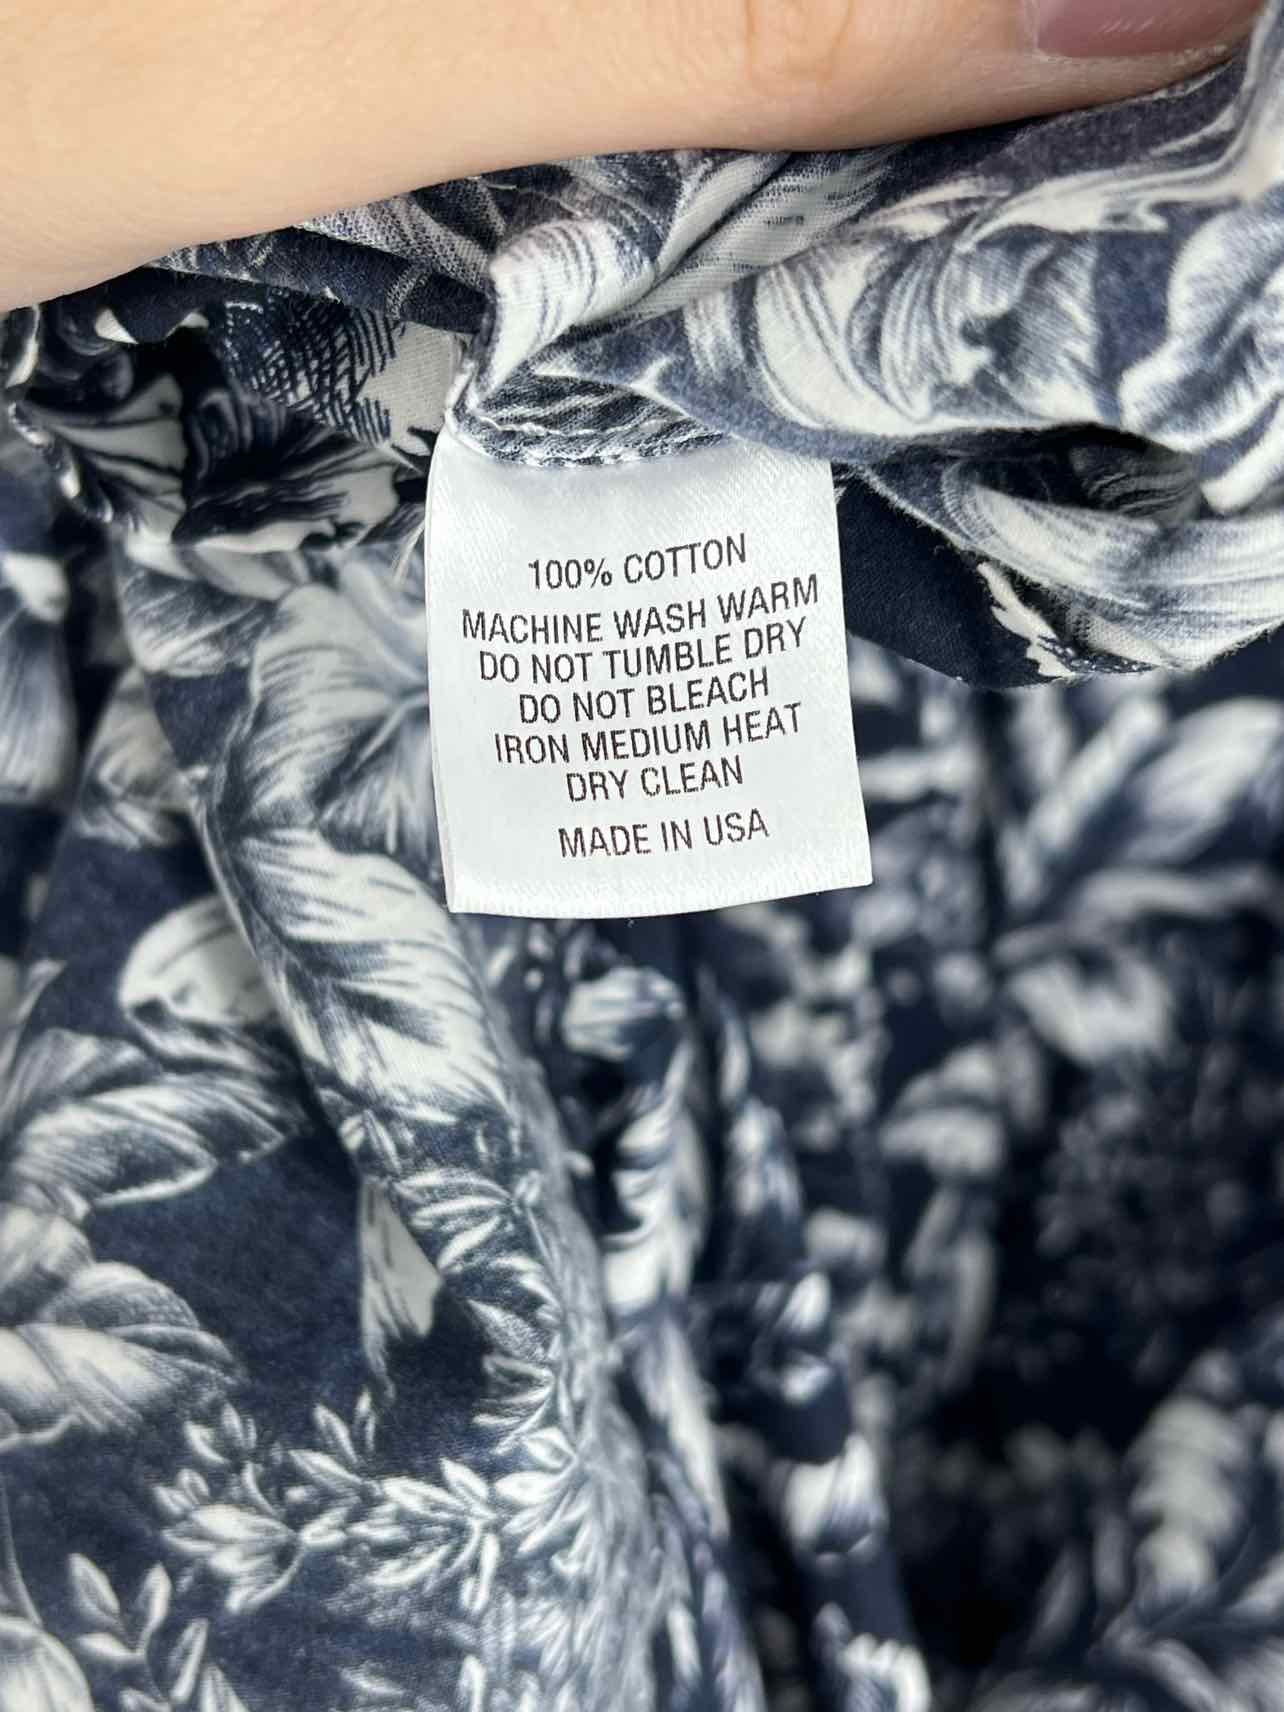 100% COTTON
MACHINE WASH WARM
DO NOT TUMBLE DRY
DO NOT BLEACH
IRON MEDIUM HEAT
DRY CLEAN
MADE IN USA